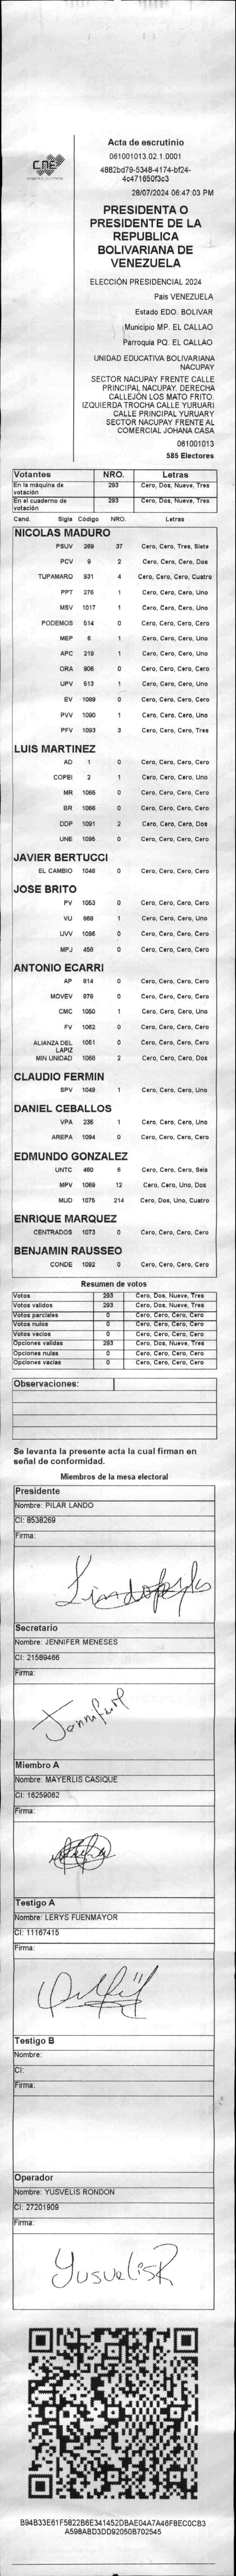 CNE
Acta de escrutinio
061001013.02.1.0001
4882bd79-5348-4174-bf24-
4c471650f3c3
28/07/2024 06:47:03 PM
PRESIDENTA O
PRESIDENTE DE LA
REPUBLICA
BOLIVARIANA DE
VENEZUELA
ELECCIÓN PRESIDENCIAL 2024
País VENEZUELA
Estado EDO. BOLIVAR
Municipio MP. EL CALLAO
Parroquia PQ. EL CALLAO
UNIDAD EDUCATIVA BOLIVARIANA
NACUPAY
SECTOR NACUPAY FRENTE CALLE
PRINCIPAL NACUPAY. DERECHA
CALLEJÓN LOS MATO FRITO.
IZQUIERDA TROCHA CALLE YURUARI
CALLE PRINCIPAL YURUARY
SECTOR NACUPAY FRENTE AL
COMERCIAL JOHANA CASA
061001013
585 Electores
Votantes NRO. Letras
En la máquina de votación 293 Cero, Dos, Nueve, Tres
En el cuaderno de votación 293 Cero, Dos, Nueve, Tres
Cand. Sigla Código NRO. Letras
NICOLAS MADURO
PSUV 269 37 Cero, Cero, Tres, Siete
PCV 9 2 Cero, Cero, Cero, Dos
TUPAMARO 931 4 Cero, Cero, Cero, Cuatro
PPT 276 1 Cero, Cero, Cero, Uno
MSV 1017 1 Cero, Cero, Cero, Uno
PODEMOS 514 0 Cero, Cero, Cero, Cero
MEP 6 1 Cero, Cero, Cero, Uno
APC 219 1 Cero, Cero, Cero, Uno
ORA 906 0 Cero, Cero, Cero, Cero
UPV 513 1 Cero, Cero, Cero, Uno
EV 1089 0 Cero, Cero, Cero, Cero
PVV 1090 1 Cero, Cero, Cero, Uno
PFV 1093 3 Cero, Cero, Cero, Tres
LUIS MARTINEZ
AD 1 0 Cero, Cero, Cero, Cero
COPEI 2 1 Cero, Cero, Cero, Uno
MR 1065 0 Cero, Cero, Cero, Cero
BR 1066 0 Cero, Cero, Cero, Cero
DDP 1091 2 Cero, Cero, Cero, Dos
UNE 1095 0 Cero, Cero, Cero, Cero
JAVIER BERTUCCI
EL CAMBIO 1048 0 Cero, Cero, Cero, Cero
JOSE BRITO
PV 1053 0 Cero, Cero, Cero, Cero
VU 868 1 Cero, Cero, Cero, Uno
UVV 1096 0 Cero, Cero, Cero, Cero
MPJ 458 0 Cero, Cero, Cero, Cero
ANTONIO ECARRI
AP 614 0 Cero, Cero, Cero, Cero
MOVEV 879 0 Cero, Cero, Cero, Cero
CMC 1050 1 Cero, Cero, Cero, Uno
FV 1062 0 Cero, Cero, Cero, Cero
ALIANZA DEL LAPIZ 1051 0 Cero, Cero, Cero, Cero
MIN UNIDAD 1068 2 Cero, Cero, Cero, Dos
CLAUDIO FERMIN
SPV 1049 1 Cero, Cero, Cero, Uno
DANIEL CEBALLOS
VPA 236 1 Cero, Cero, Cero, Uno
AREPA 1094 0 Cero, Cero, Cero, Cero
EDMUNDO GONZALEZ
UNTC 460 6 Cero, Cero, Cero, Seis
MPV 1069 12 Cero, Cero, Uno, Dos
MUD 1075 214 Cero, Dos, Uno, Cuatro
ENRIQUE MARQUEZ
CENTRADOS 1073 0 Cero, Cero, Cero, Cero
BENJAMIN RAUSSEO
CONDE 1092 0 Cero, Cero, Cero, Cero
Resumen de votos
Votos 293 Cero, Dos, Nueve, Tres
Votos validos 293 Cero, Dos, Nueve, Tres
Votos parciales 0 Cero, Cero, Cero, Cero
Votos nulos 0 Cero, Cero, Cero, Cero
Votos vacios 0 Cero, Cero, Cero, Cero
Opciones validas 293 Cero, Dos, Nueve, Tres
Opciones nulas 0 Cero, Cero, Cero, Cero
Opciones vacias 0 Cero, Cero, Cero, Cero
Observaciones:
Se levanta la presente acta la cual firman en
señal de conformidad.
Miembros de la mesa electoral
Presidente
Nombre: PILAR LANDO
CI: 8538269
Firma:
Secretario
Nombre: JENNIFER MENESES
CI: 21589466
Firma:
Miembro A
Nombre: MAYERLIS CASIQUE
CI: 16259062
Firma:
Testigo A
Nombre: LERYS FUENMAYOR
CI: 11167415
Firma:
Testigo B
Nombre:
CI:
Firma:
Operador
Nombre: YUSVELIS RONDON
CI: 27201909
Firma:
YusveLisR
B94B33E61F5822B6E341452DBAE04A7A46F8EC0CB3
A598ABD3DD92050B702545